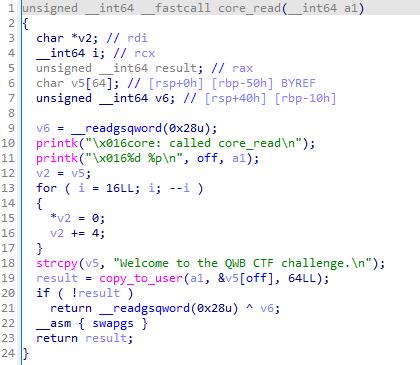 1 unsigned __int64 __fastcall core_read(__int64 a1)
2 {
3 char *v2; // rdi
4 __int64 i; // rcx
5 unsigned __int64 result; // rax
6 char v5[64]; // [rsp+0h] [rbp-50h] BYREF
7 unsigned __int64 v6; // [rsp+40h] [rbp-10h]
8
9 v6 = __readgsqword(0x28u);
10 printk("\x016core: called core_read\n");
11 printk("\x016%d %p\n", off, a1);
12 v2 = v5;
13 for ( i = 16LL; i; --i )
14 {
15 *v2 = 0;
16 v2 += 4;
17 }
18 strcpy(v5, "Welcome to the QWB CTF challenge.\n");
19 result = copy_to_user(a1, &v5[off], 64LL);
20 if ( !result )
21 return __readgsqword(0x28u) ^ v6;
22 __asm { swapgs }
23 return result;
24 }